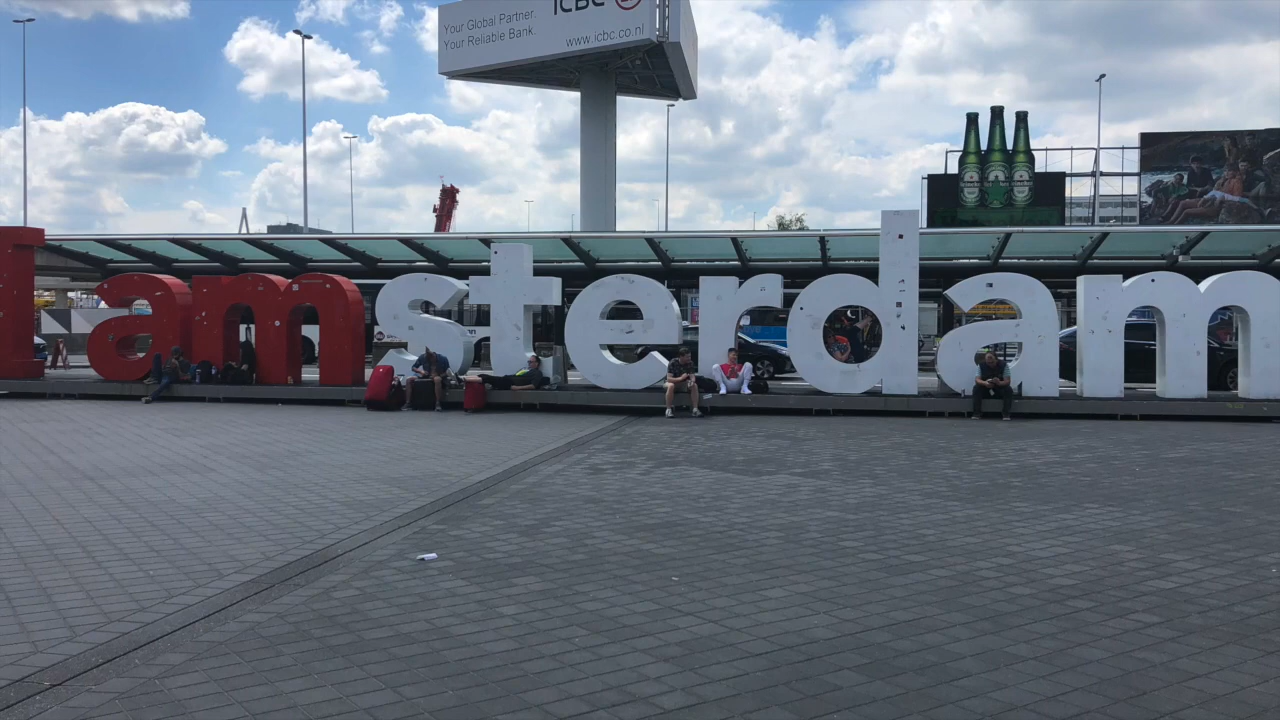 ICBC
Your Global Partner.
Your Reliable Bank.
www.icbc.co.nl
I amsterdam